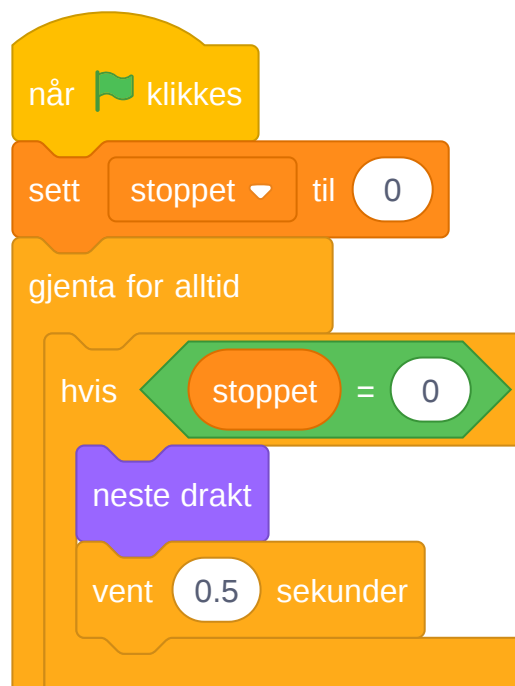 når klikkes
sett stoppet til 0
gjenta for alltid
hvis stoppet = 0
neste drakt
vent 0.5 sekunder